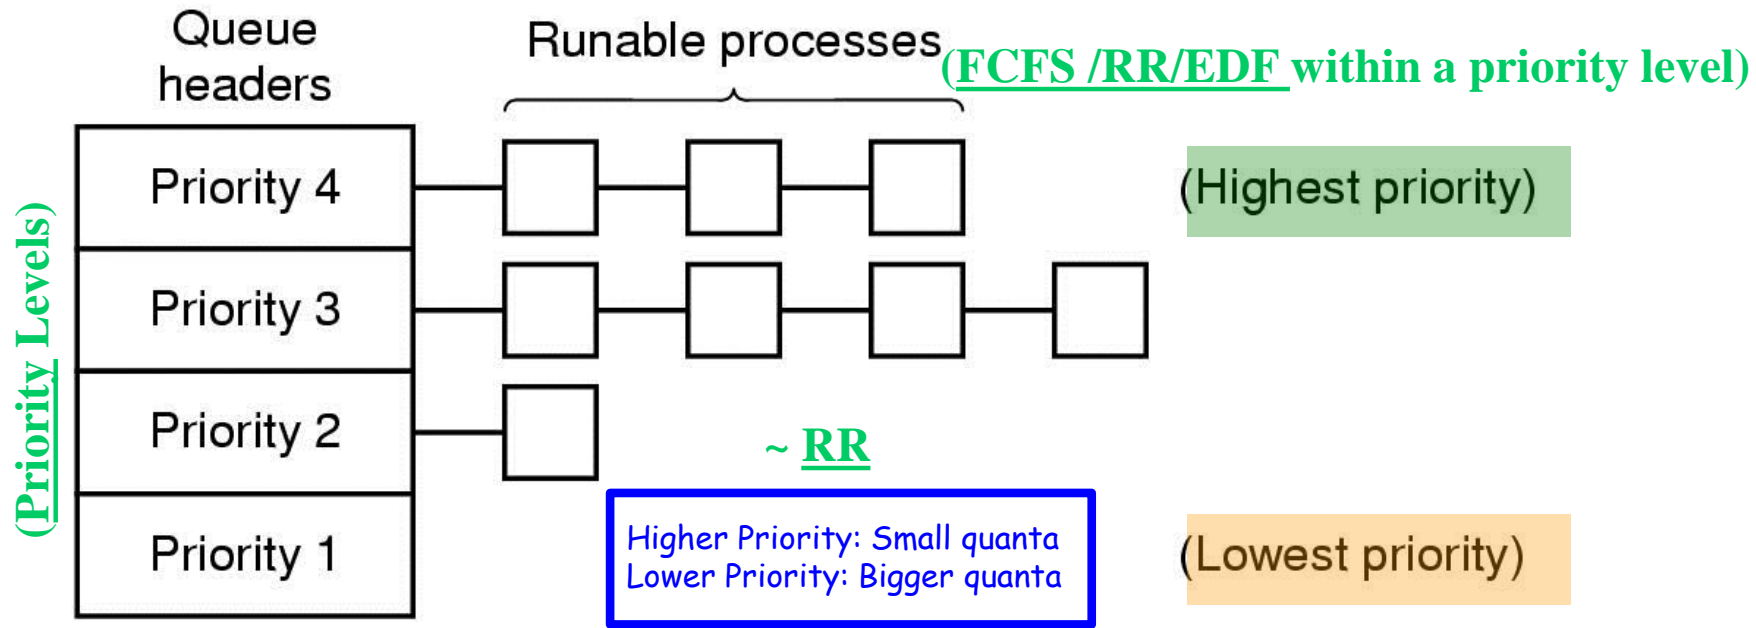 Queue
headers
Runable processes
(FCFS /RR/EDF within a priority level)
(Priority Levels)
Priority 4
(Highest priority)
Priority 3
Priority 2
~ RR
Priority 1
Higher Priority: Small quanta
Lower Priority: Bigger quanta
(Lowest priority)